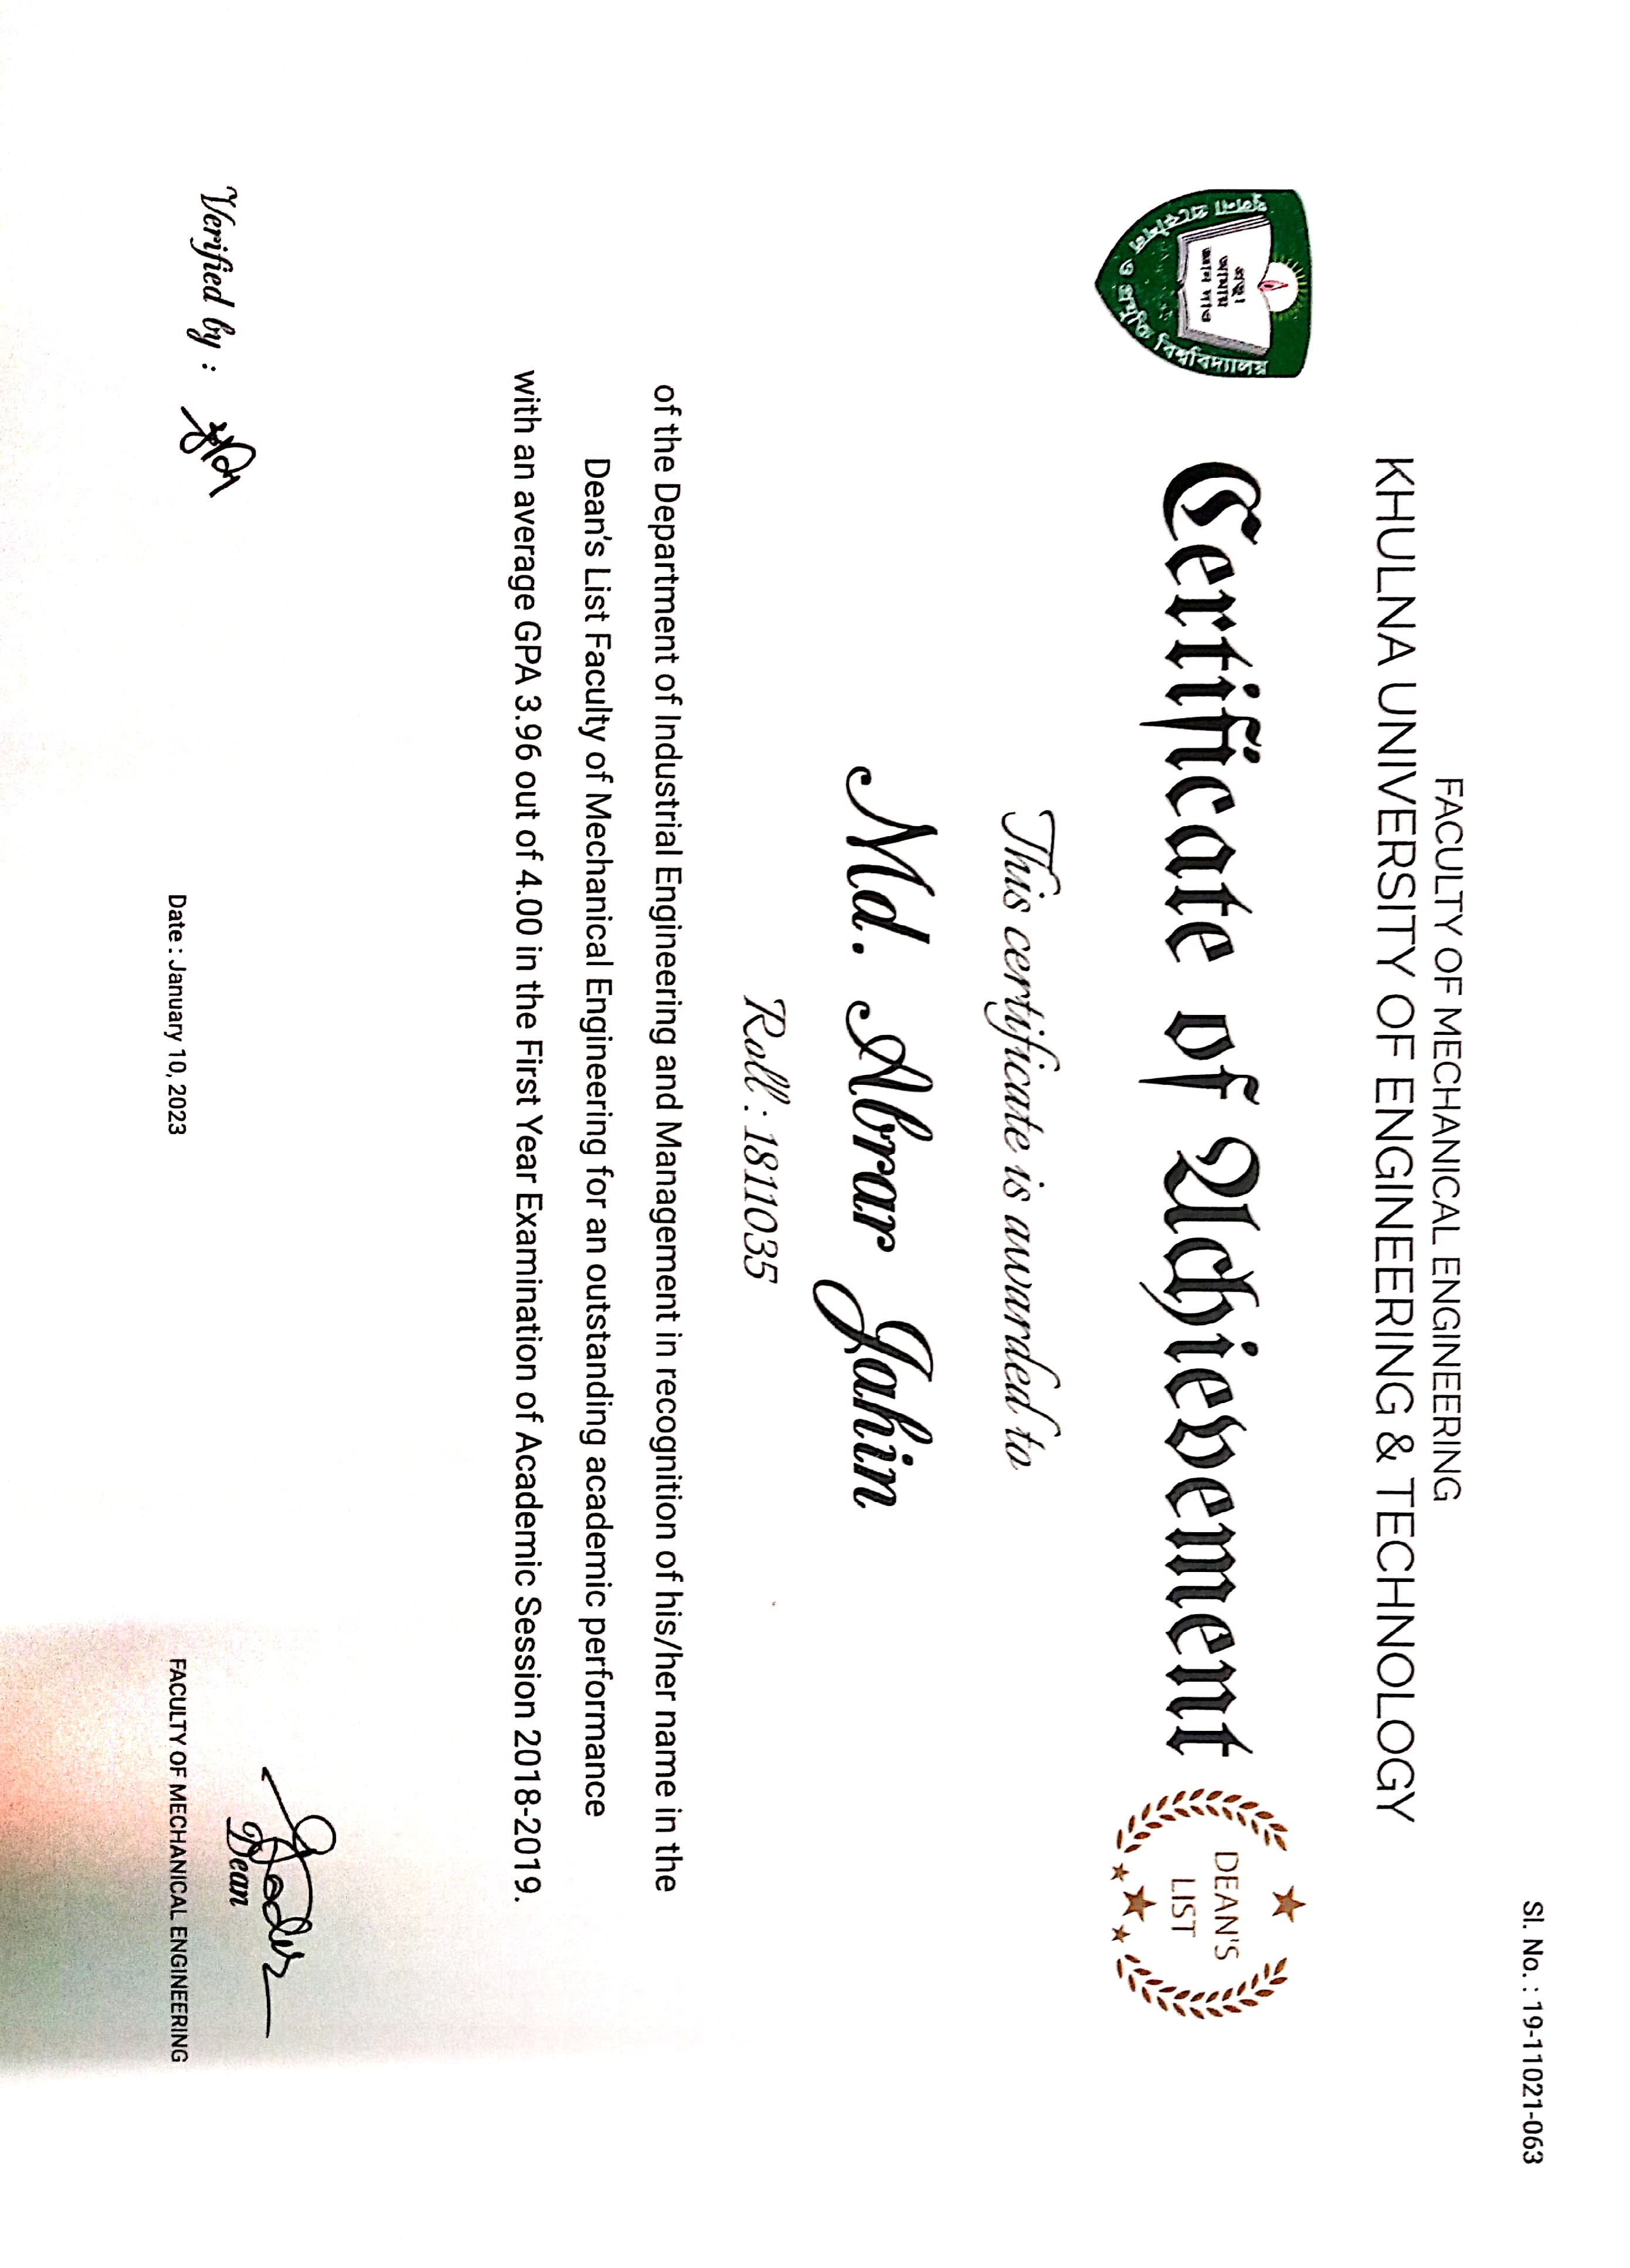 Sl. No. : 19-11021-063
FACULTY OF MECHANICAL ENGINEERING
KHULNA UNIVERSITY OF ENGINEERING & TECHNOLOGY
প্রভু।
আমায়
জ্ঞান দাও
খুলনা প্রকৌশল ও প্রযুক্তি বিশ্ববিদ্যালয়
Certificate of Achievement
DEAN'S
LIST
This certificate is awarded to
Md. Abrar Jahin
Roll : 1811035
of the Department of Industrial Engineering and Management in recognition of his/her name in the
Dean's List Faculty of Mechanical Engineering for an outstanding academic performance
with an average GPA 3.96 out of 4.00 in the First Year Examination of Academic Session 2018-2019.
Verified by :
Date : January 10, 2023
Dean
FACULTY OF MECHANICAL ENGINEERING